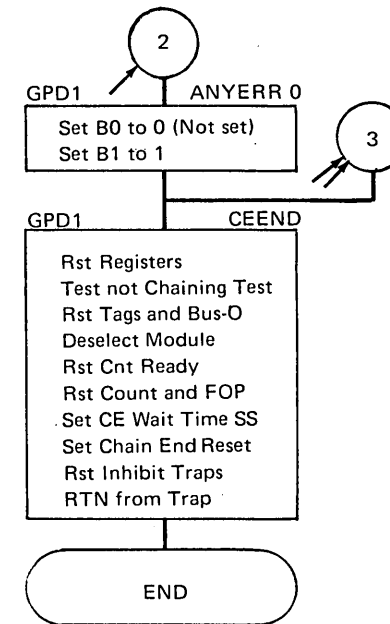 2
GPD1 ANYERR 0
Set B0 to 0 (Not set)
Set B1 to 1
3
GPD1 CEEND
Rst Registers
Test not Chaining Test
Rst Tags and Bus-O
Deselect Module
Rst Cnt Ready
Rst Count and FOP
Set CE Wait Time SS
Set Chain End Reset
Rst Inhibit Traps
RTN from Trap
END